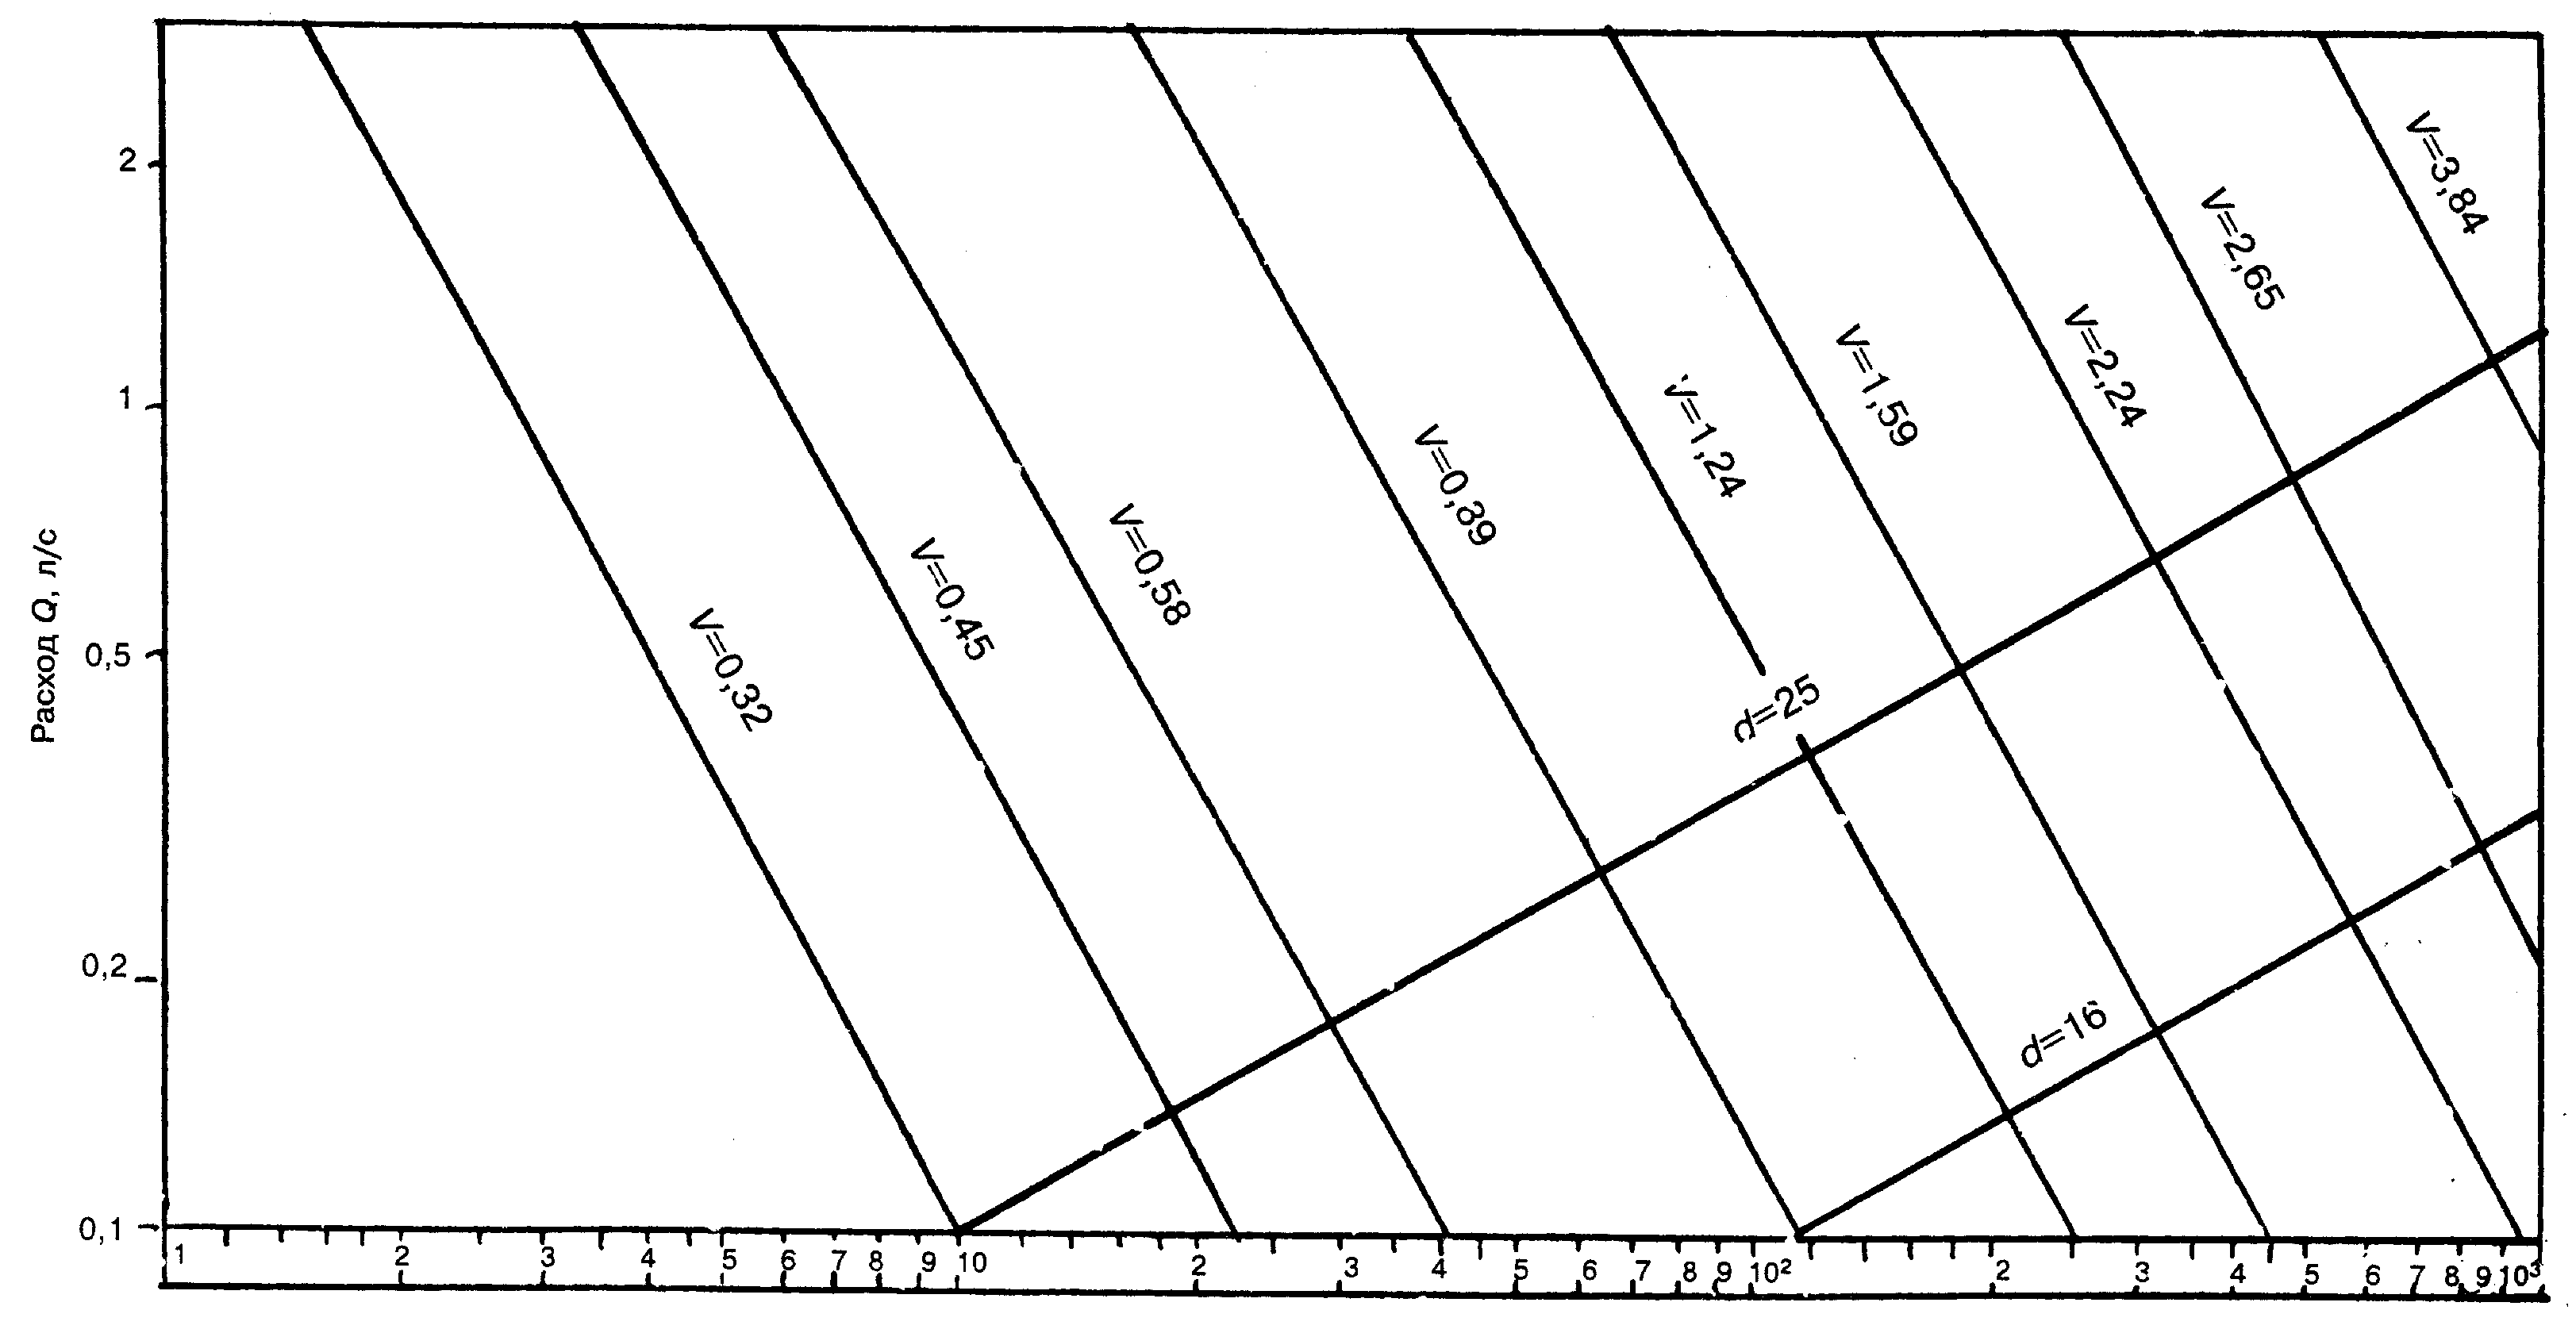 Расход Q, л/с
2
1
0,5
0,2
0,1
V=0,32
V=0,45
V=0,58
V=0,89
V=1,24
V=1,59
V=2,24
V=2,65
V=3,84
d=25
d=16
1 2 3 4 5 6 7 8 9 10 2 3 4 5 6 7 8 9 10² 2 3 4 5 6 7 8 9 10³